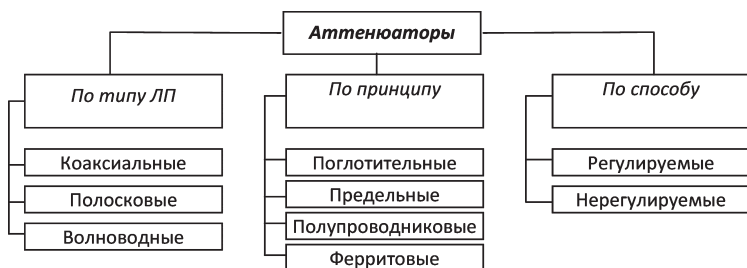 Аттенюаторы
По типу ЛП
Коаксиальные
Полосковые
Волноводные
По принципу
Поглотительные
Предельные
Полупроводниковые
Ферритовые
По способу
Регулируемые
Нерегулируемые